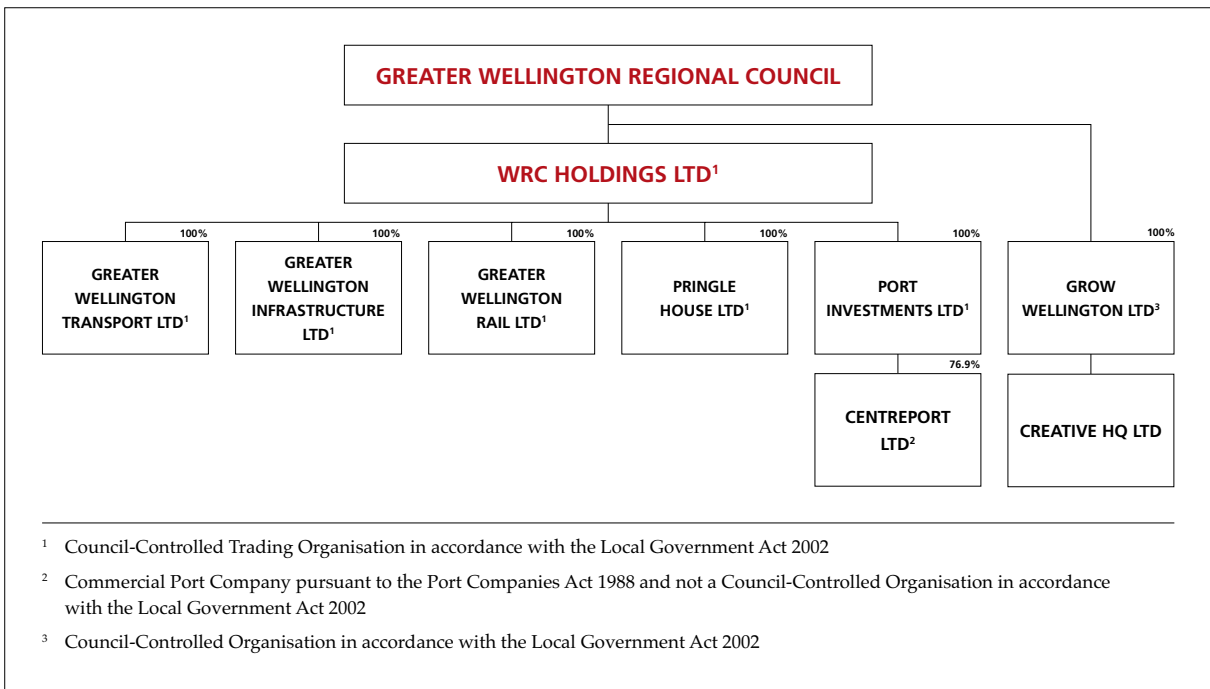 GREATER WELLINGTON REGIONAL COUNCIL
WRC HOLDINGS LTD¹
100%
100%
100%
100%
100%
100%
GREATER
WELLINGTON
TRANSPORT LTD¹
GREATER
WELLINGTON
INFRASTRUCTURE
LTD¹
GREATER
WELLINGTON
RAIL LTD¹
PRINGLE
HOUSE LTD¹
PORT
INVESTMENTS LTD¹
GROW
WELLINGTON LTD³
76.9%
CENTREPORT
LTD²
CREATIVE HQ LTD
¹ Council-Controlled Trading Organisation in accordance with the Local Government Act 2002
² Commercial Port Company pursuant to the Port Companies Act 1988 and not a Council-Controlled Organisation in accordance
with the Local Government Act 2002
³ Council-Controlled Organisation in accordance with the Local Government Act 2002